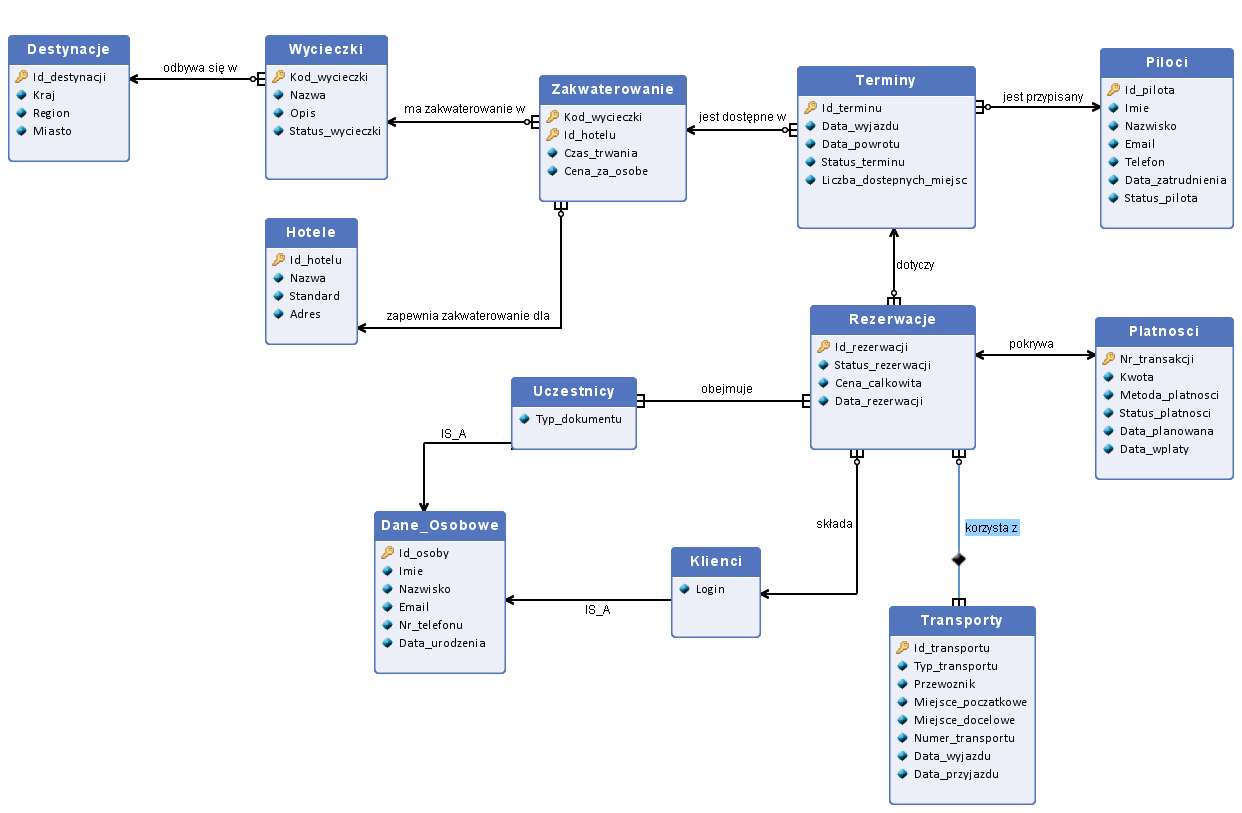 Destynacje
Id_destynacji
Kraj
Region
Miasto
odbywa się w
Wycieczki
Kod_wycieczki
Nazwa
Opis
Status_wycieczki
ma zakwaterowanie w
Zakwaterowanie
Kod_wycieczki
Id_hotelu
Czas_trwania
Cena_za_osobe
jest dostępne w
Terminy
Id_terminu
Data_wyjazdu
Data_powrotu
Status_terminu
Liczba_dostepnych_miejsc
jest przypisany
Piloci
Id_pilota
Imie
Nazwisko
Email
Telefon
Data_zatrudnienia
Status_pilota
Hotele
Id_hotelu
Nazwa
Standard
Adres
zapewnia zakwaterowanie dla
dotyczy
Rezerwacje
Id_rezerwacji
Status_rezerwacji
Cena_calkowita
Data_rezerwacji
pokrywa
Platnosci
Nr_transakcji
Kwota
Metoda_platnosci
Status_platnosci
Data_planowana
Data_wplaty
Uczestnicy
Typ_dokumentu
obejmuje
IS_A
Dane_Osobowe
Id_osoby
Imie
Nazwisko
Email
Nr_telefonu
Data_urodzenia
IS_A
Klienci
Login
składa
korzysta z
Transporty
Id_transportu
Typ_transportu
Przewoznik
Miejsce_poczatkowe
Miejsce_docelowe
Numer_transportu
Data_wyjazdu
Data_przyjazdu